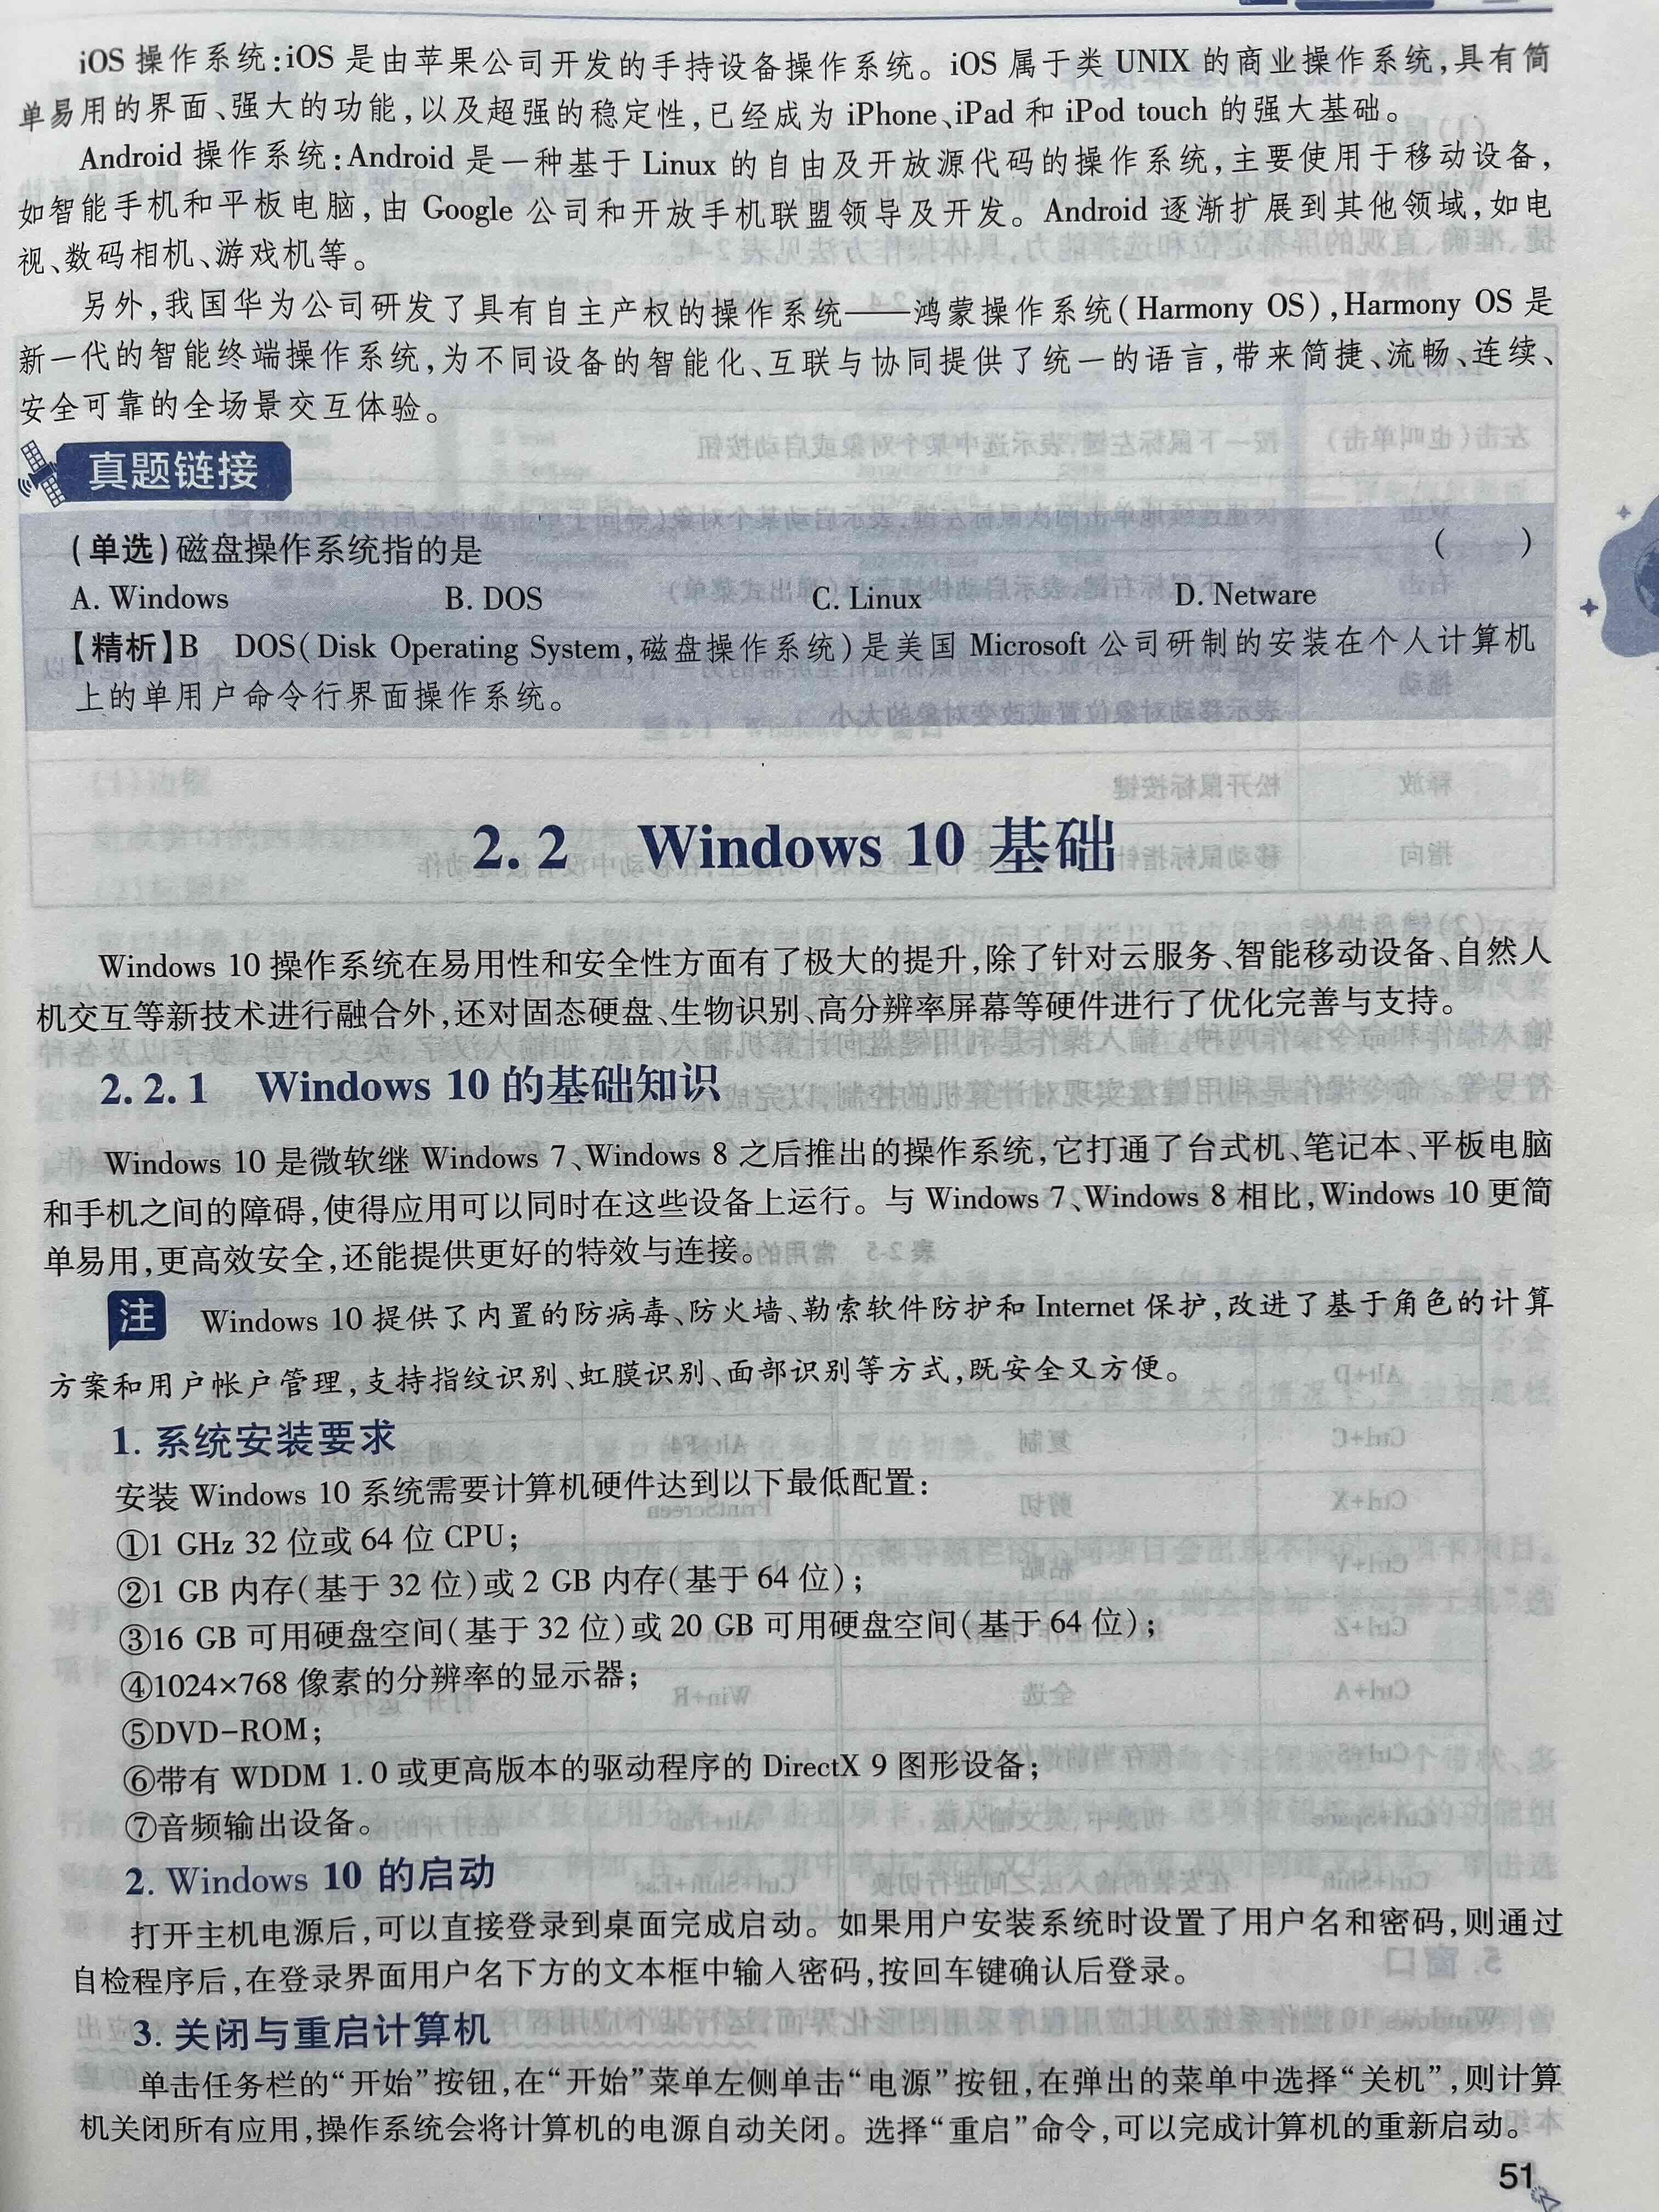 iOS 操作系统:iOS 是由苹果公司开发的手持设备操作系统。iOS 属于类 UNIX 的商业操作系统,具有简
单易用的界面、强大的功能,以及超强的稳定性,已经成为 iPhone、iPad 和 iPod touch 的强大基础。
Android 操作系统:Android 是一种基于 Linux 的自由及开放源代码的操作系统,主要使用于移动设备,
如智能手机和平板电脑,由 Google 公司和开放手机联盟领导及开发。Android 逐渐扩展到其他领域,如电
视、数码相机、游戏机等。
另外,我国华为公司研发了具有自主产权的操作系统——鸿蒙操作系统(Harmony OS),Harmony OS 是
新一代的智能终端操作系统,为不同设备的智能化、互联与协同提供了统一的语言,带来简捷、流畅、连续、
安全可靠的全场景交互体验。
真题链接
(单选)磁盘操作系统指的是 ( )
A. Windows B. DOS C. Linux D. Netware
【精析】B DOS(Disk Operating System,磁盘操作系统)是美国 Microsoft 公司研制的安装在个人计算机
上的单用户命令行界面操作系统。
2.2 Windows 10 基础
Windows 10 操作系统在易用性和安全性方面有了极大的提升,除了针对云服务、智能移动设备、自然人
机交互等新技术进行融合外,还对固态硬盘、生物识别、高分辨率屏幕等硬件进行了优化完善与支持。
2.2.1 Windows 10 的基础知识
Windows 10 是微软继 Windows 7、Windows 8 之后推出的操作系统,它打通了台式机、笔记本、平板电脑
和手机之间的障碍,使得应用可以同时在这些设备上运行。与 Windows 7、Windows 8 相比,Windows 10 更简
单易用,更高效安全,还能提供更好的特效与连接。
注 Windows 10 提供了内置的防病毒、防火墙、勒索软件防护和 Internet 保护,改进了基于角色的计算
方案和用户帐户管理,支持指纹识别、虹膜识别、面部识别等方式,既安全又方便。
1. 系统安装要求
安装 Windows 10 系统需要计算机硬件达到以下最低配置:
①1 GHz 32 位或 64 位 CPU;
②1 GB 内存(基于 32 位)或 2 GB 内存(基于 64 位);
③16 GB 可用硬盘空间(基于 32 位)或 20 GB 可用硬盘空间(基于 64 位);
④1024×768 像素的分辨率的显示器;
⑤DVD-ROM;
⑥带有 WDDM 1.0 或更高版本的驱动程序的 DirectX 9 图形设备;
⑦音频输出设备。
2. Windows 10 的启动
打开主机电源后,可以直接登录到桌面完成启动。如果用户安装系统时设置了用户名和密码,则通过
自检程序后,在登录界面用户名下方的文本框中输入密码,按回车键确认后登录。
3. 关闭与重启计算机
单击任务栏的“开始”按钮,在“开始”菜单左侧单击“电源”按钮,在弹出的菜单中选择“关机”,则计算
机关闭所有应用,操作系统会将计算机的电源自动关闭。选择“重启”命令,可以完成计算机的重新启动。
51